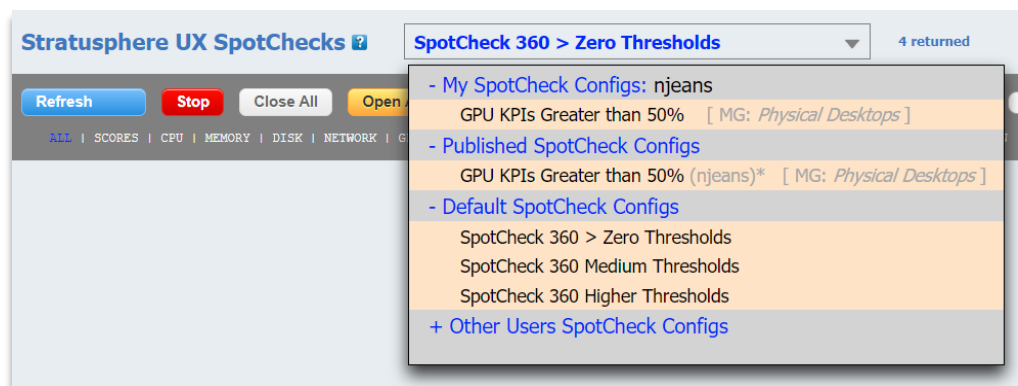 Stratusphere UX SpotChecks ? SpotCheck 360 > Zero Thresholds 4 returned
Refresh Stop Close All Open
ALL | SCORES | CPU | MEMORY | DISK | NETWORK |
- My SpotCheck Configs: njeans
GPU KPIs Greater than 50% [ MG: Physical Desktops ]
- Published SpotCheck Configs
GPU KPIs Greater than 50% (njeans)* [ MG: Physical Desktops ]
- Default SpotCheck Configs
SpotCheck 360 > Zero Thresholds
SpotCheck 360 Medium Thresholds
SpotCheck 360 Higher Thresholds
+ Other Users SpotCheck Configs